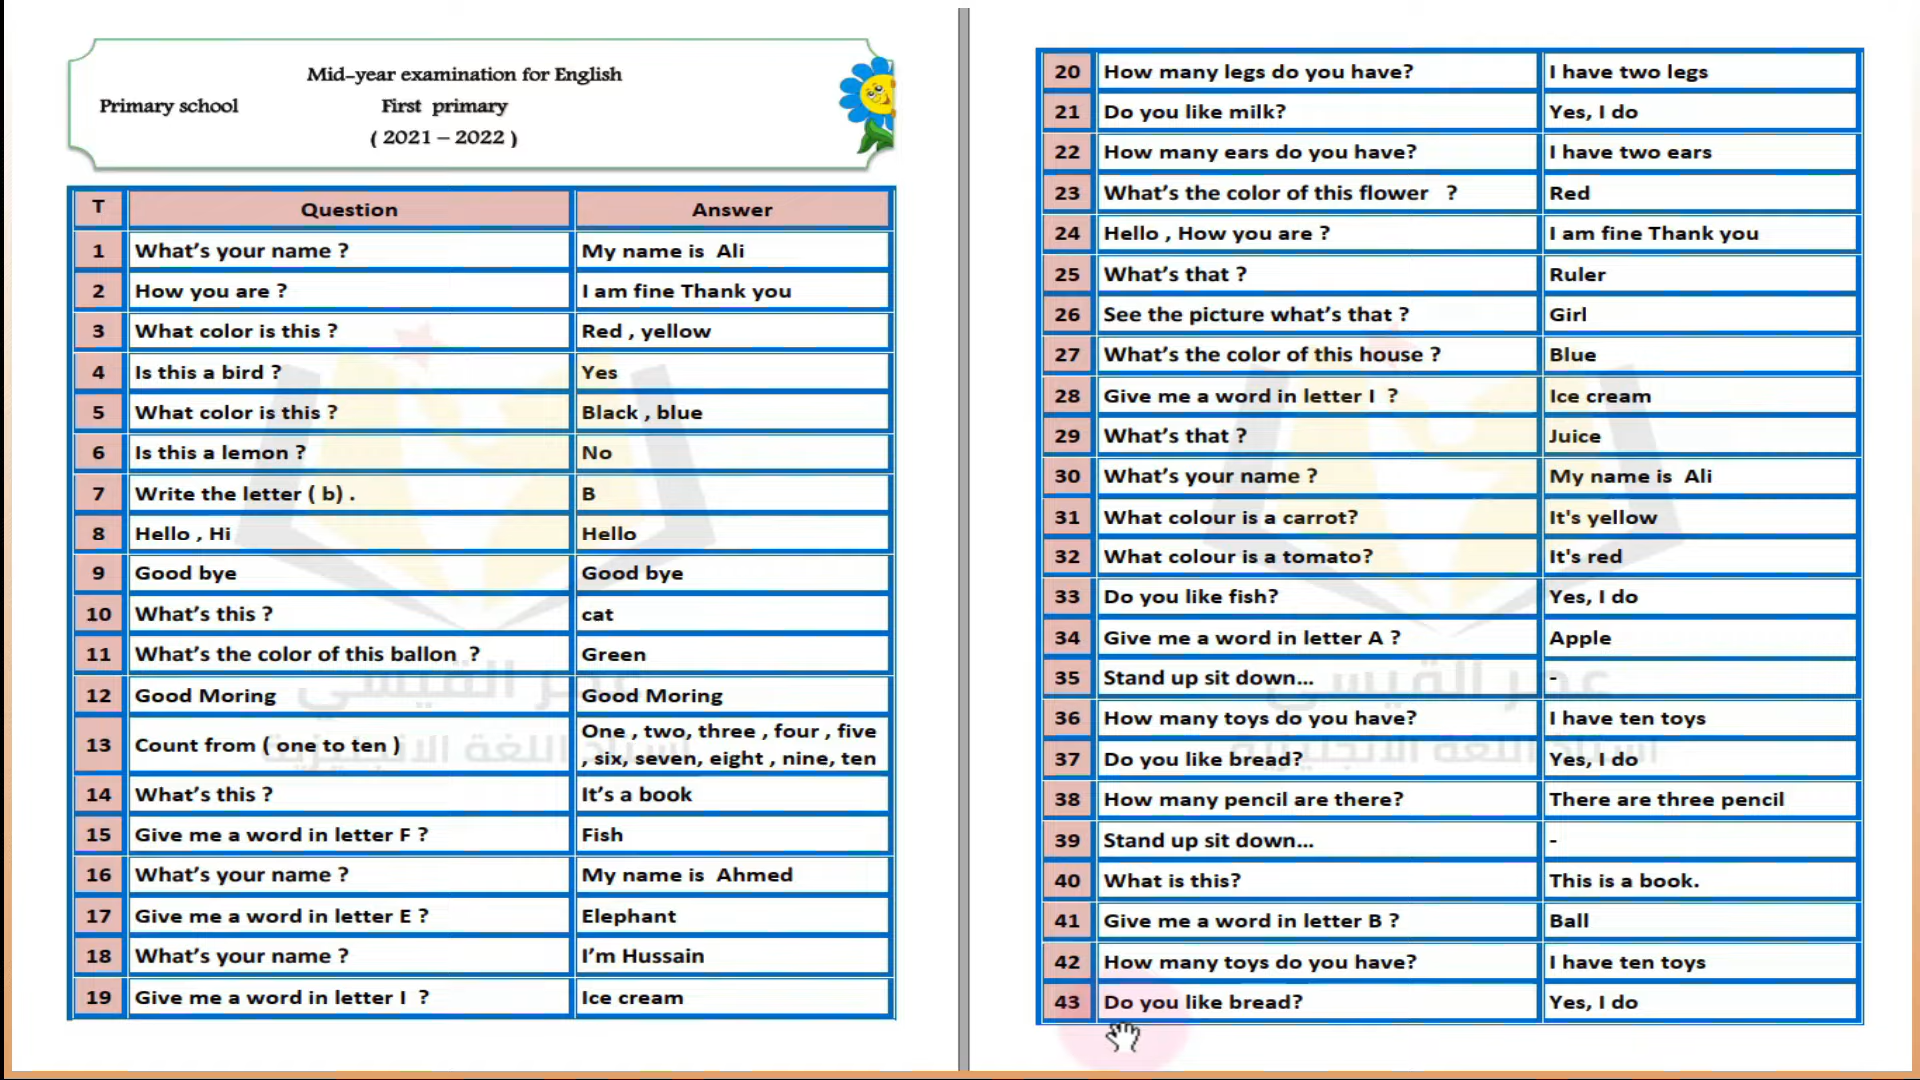 Mid-year examination for English
Primary school First primary
( 2021 – 2022 )
T Question Answer
1 What's your name ? My name is Ali
2 How you are ? I am fine Thank you
3 What color is this ? Red , yellow
4 Is this a bird ? Yes
5 What color is this ? Black , blue
6 Is this a lemon ? No
7 Write the letter ( b) . B
8 Hello , Hi Hello
9 Good bye Good bye
10 What's this ? cat
11 What's the color of this ballon ? Green
12 Good Moring Good Moring
13 Count from ( one to ten ) One , two, three , four , five
, six, seven, eight , nine, ten
14 What's this ? It's a book
15 Give me a word in letter F ? Fish
16 What's your name ? My name is Ahmed
17 Give me a word in letter E ? Elephant
18 What's your name ? I'm Hussain
19 Give me a word in letter I ? Ice cream
عمر القيسي
استاذ اللغة الانجليزية
20 How many legs do you have? I have two legs
21 Do you like milk? Yes, I do
22 How many ears do you have? I have two ears
23 What's the color of this flower ? Red
24 Hello , How you are ? I am fine Thank you
25 What's that ? Ruler
26 See the picture what's that ? Girl
27 What's the color of this house ? Blue
28 Give me a word in letter I ? Ice cream
29 What's that ? Juice
30 What's your name ? My name is Ali
31 What colour is a carrot? It's yellow
32 What colour is a tomato? It's red
33 Do you like fish? Yes, I do
34 Give me a word in letter A ? Apple
35 Stand up sit down... -
36 How many toys do you have? I have ten toys
37 Do you like bread? Yes, I do
38 How many pencil are there? There are three pencil
39 Stand up sit down... -
40 What is this? This is a book.
41 Give me a word in letter B ? Ball
42 How many toys do you have? I have ten toys
43 Do you like bread? Yes, I do
عمر القيسي
استاذ اللغة الانجليزية